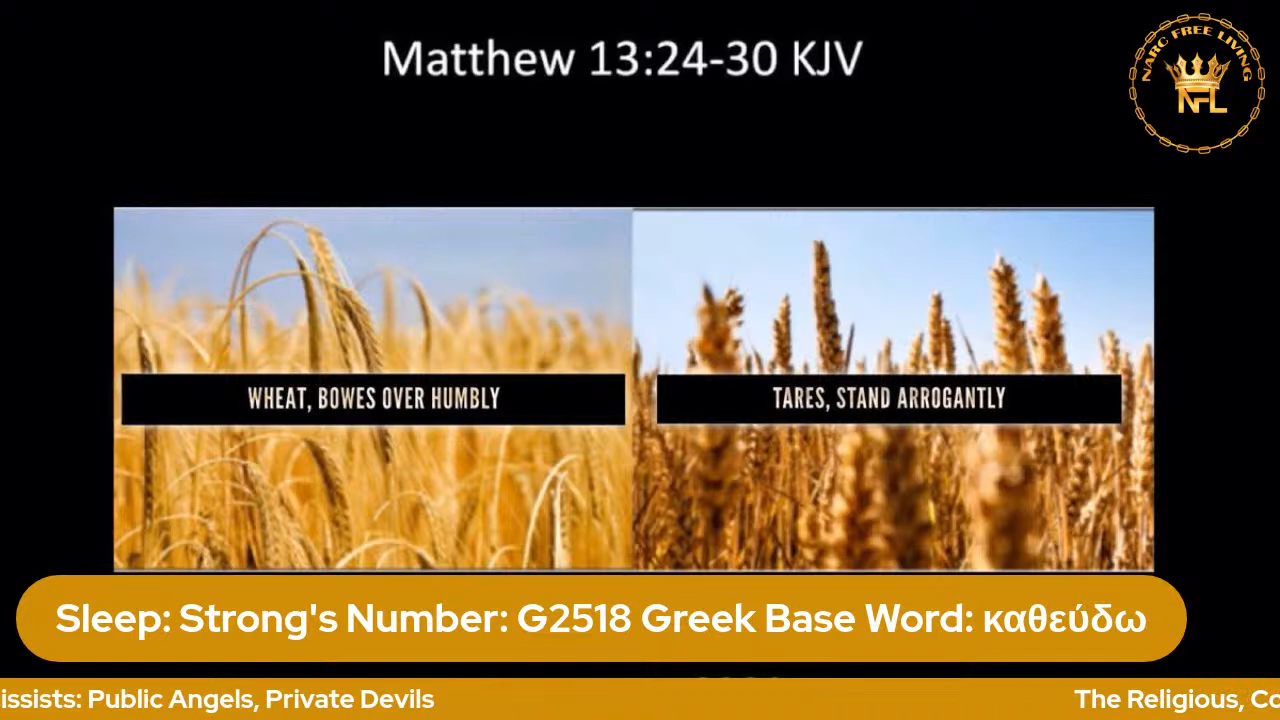 Matthew 13:24-30 KJV
NARC FREE LIVING
NFL
WHEAT, BOWES OVER HUMBLY
TARES, STAND ARROGANTLY
Sleep: Strong's Number: G2518 Greek Base Word: καθεύδω
issists: Public Angels, Private Devils
The Religious, Co